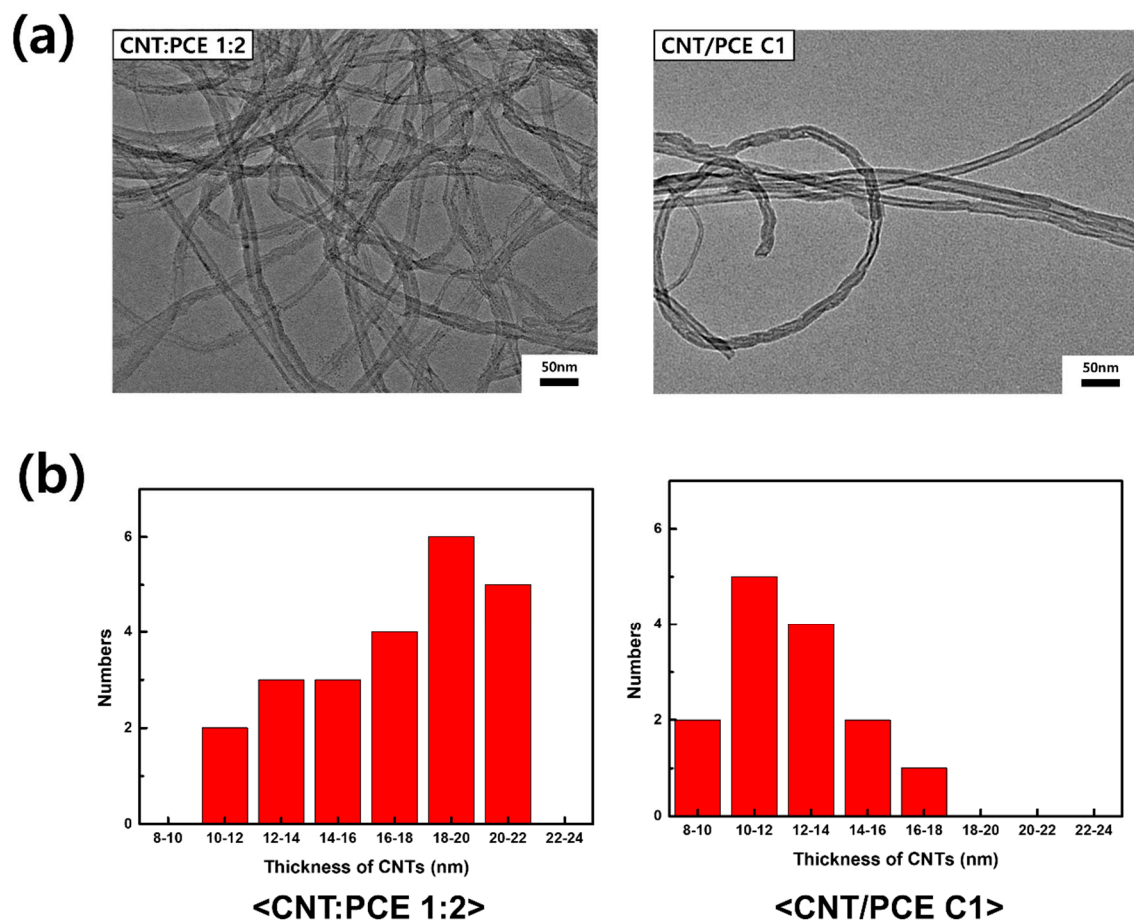 (a)
CNT:PCE 1:2
50nm
CNT/PCE C1
50nm
(b)
Numbers
6
4
2
0
8-10 10-12 12-14 14-16 16-18 18-20 20-22 22-24
Thickness of CNTs (nm)
<CNT:PCE 1:2>
Numbers
6
4
2
0
8-10 10-12 12-14 14-16 16-18 18-20 20-22 22-24
Thickness of CNTs (nm)
<CNT/PCE C1>